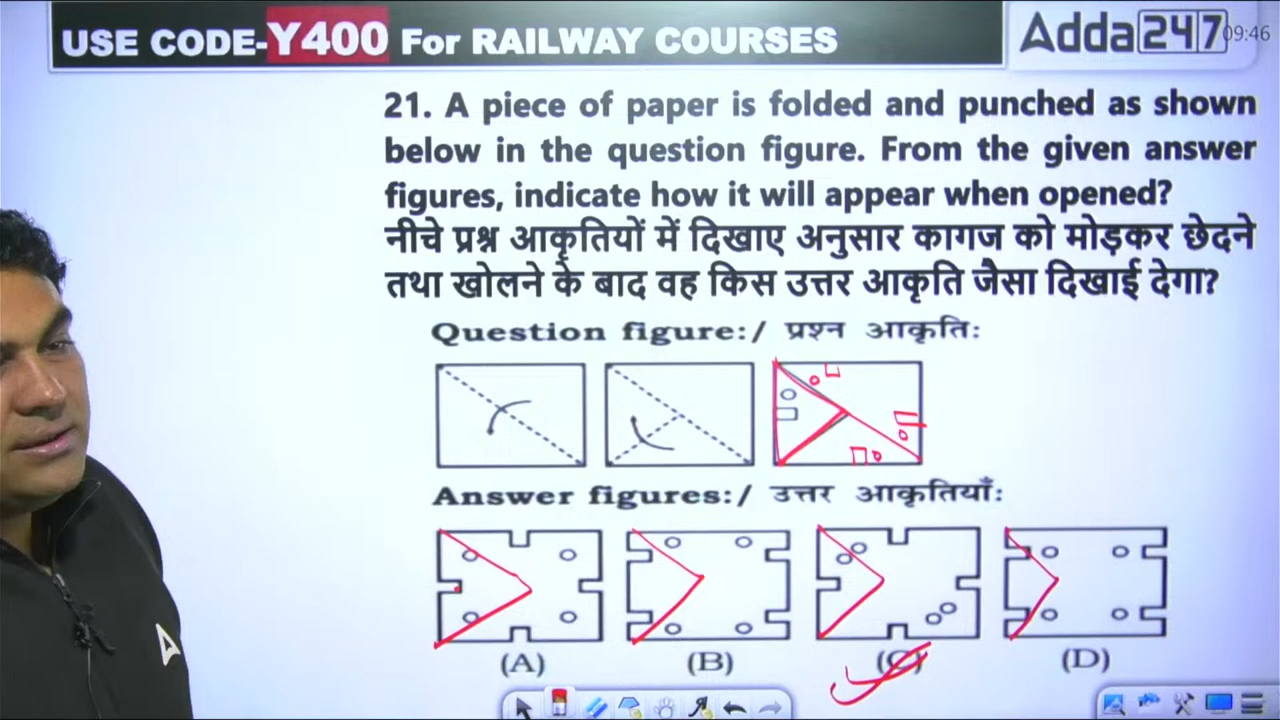 USE CODE-Y400 For RAILWAY COURSES
Adda247
09:46
21. A piece of paper is folded and punched as shown
below in the question figure. From the given answer
figures, indicate how it will appear when opened?
नीचे प्रश्न आकृतियों में दिखाए अनुसार कागज को मोड़कर छेदने
तथा खोलने के बाद वह किस उत्तर आकृति जैसा दिखाई देगा?
Question figure:/ प्रश्न आकृति:
Answer figures:/ उत्तर आकृतियाँ:
(A) (B) (C) (D)